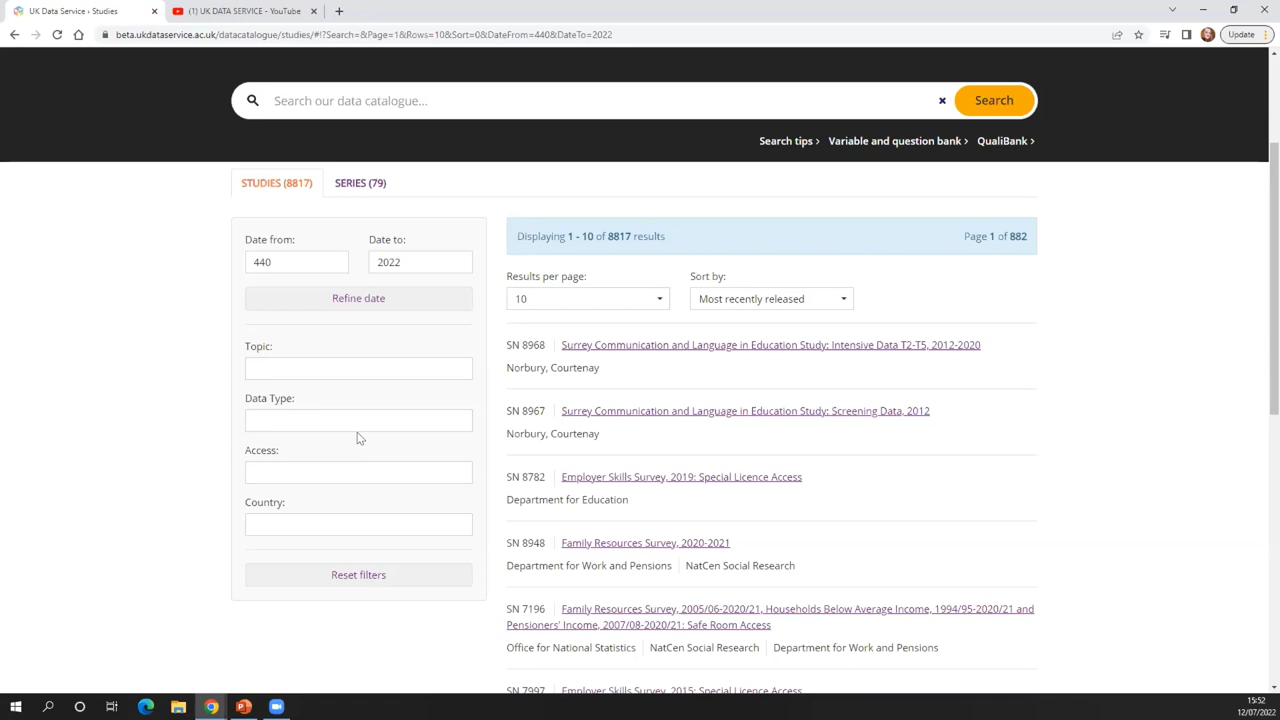 UK Data Service › Studies
(1) UK DATA SERVICE - YouTube
beta.ukdataservice.ac.uk/datacatalogue/studies/#!?Search=&Page=1&Rows=10&Sort=0&DateFrom=440&DateTo=2022
Update
Search our data catalogue...
Search
Search tips
Variable and question bank
QualiBank
STUDIES (8817)
SERIES (79)
Date from:
Date to:
440
2022
Refine date
Topic:
Data Type:
Access:
Country:
Reset filters
Displaying 1 - 10 of 8817 results
Page 1 of 882
Results per page:
Sort by:
10
Most recently released
SN 8968 Surrey Communication and Language in Education Study: Intensive Data T2-T5, 2012-2020
Norbury, Courtenay
SN 8967 Surrey Communication and Language in Education Study: Screening Data, 2012
Norbury, Courtenay
SN 8782 Employer Skills Survey, 2019: Special Licence Access
Department for Education
SN 8948 Family Resources Survey, 2020-2021
Department for Work and Pensions NatCen Social Research
SN 7196 Family Resources Survey, 2005/06-2020/21, Households Below Average Income, 1994/95-2020/21 and
Pensioners' Income, 2007/08-2020/21: Safe Room Access
Office for National Statistics NatCen Social Research Department for Work and Pensions
SN 7997 Employer Skills Survey, 2015: Special Licence Access
15:52
12/07/2022